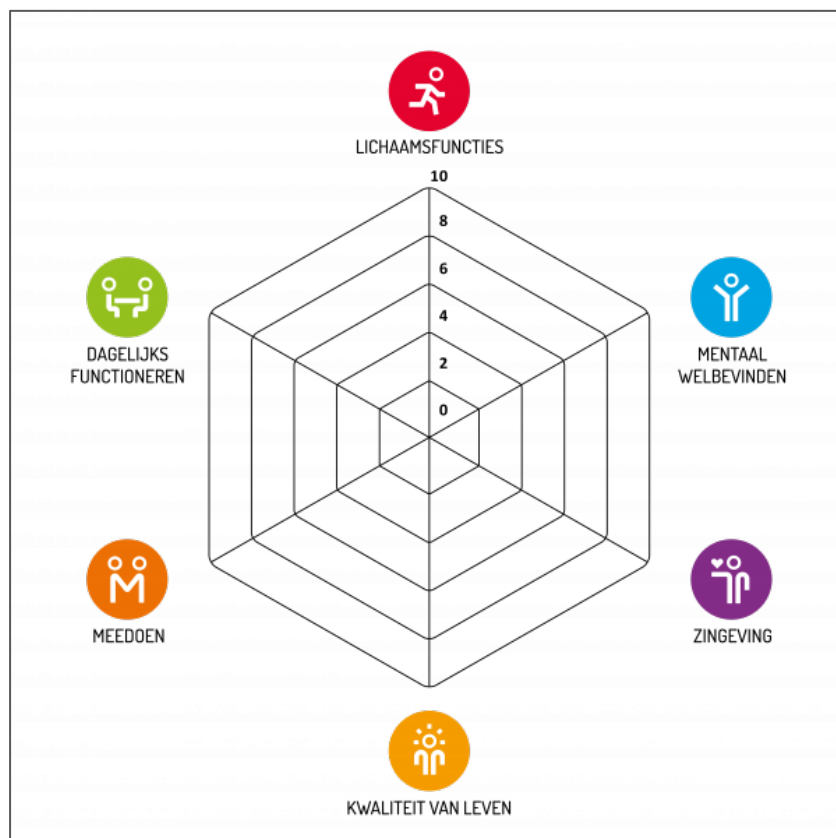 LICHAAMSFUNCTIES
10
8
6
4
2
0
DAGELIJKS
FUNCTIONEREN
MENTAAL
WELBEVINDEN
MEEDOEN
ZINGEVING
KWALITEIT VAN LEVEN